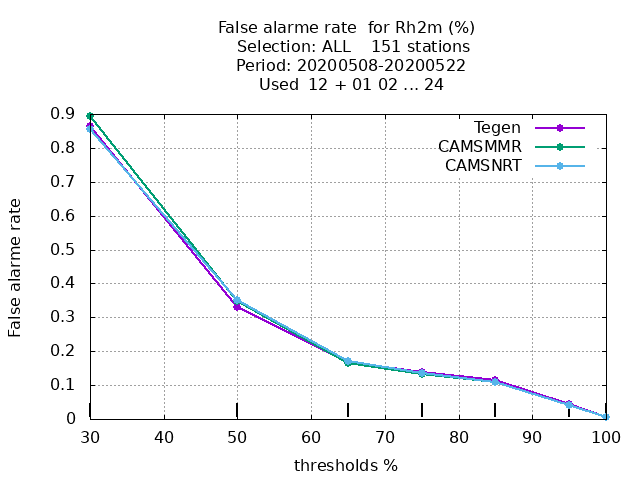 False alarme rate  for Rh2m (%)
Selection: ALL    151 stations
Period: 20200508-20200522
Used  12 + 01 02 ... 24
Tegen
CAMSMMR
CAMSNRT
False alarme rate
0.9
0.8
0.7
0.6
0.5
0.4
0.3
0.2
0.1
0
30 40 50 60 70 80 90 100
thresholds %